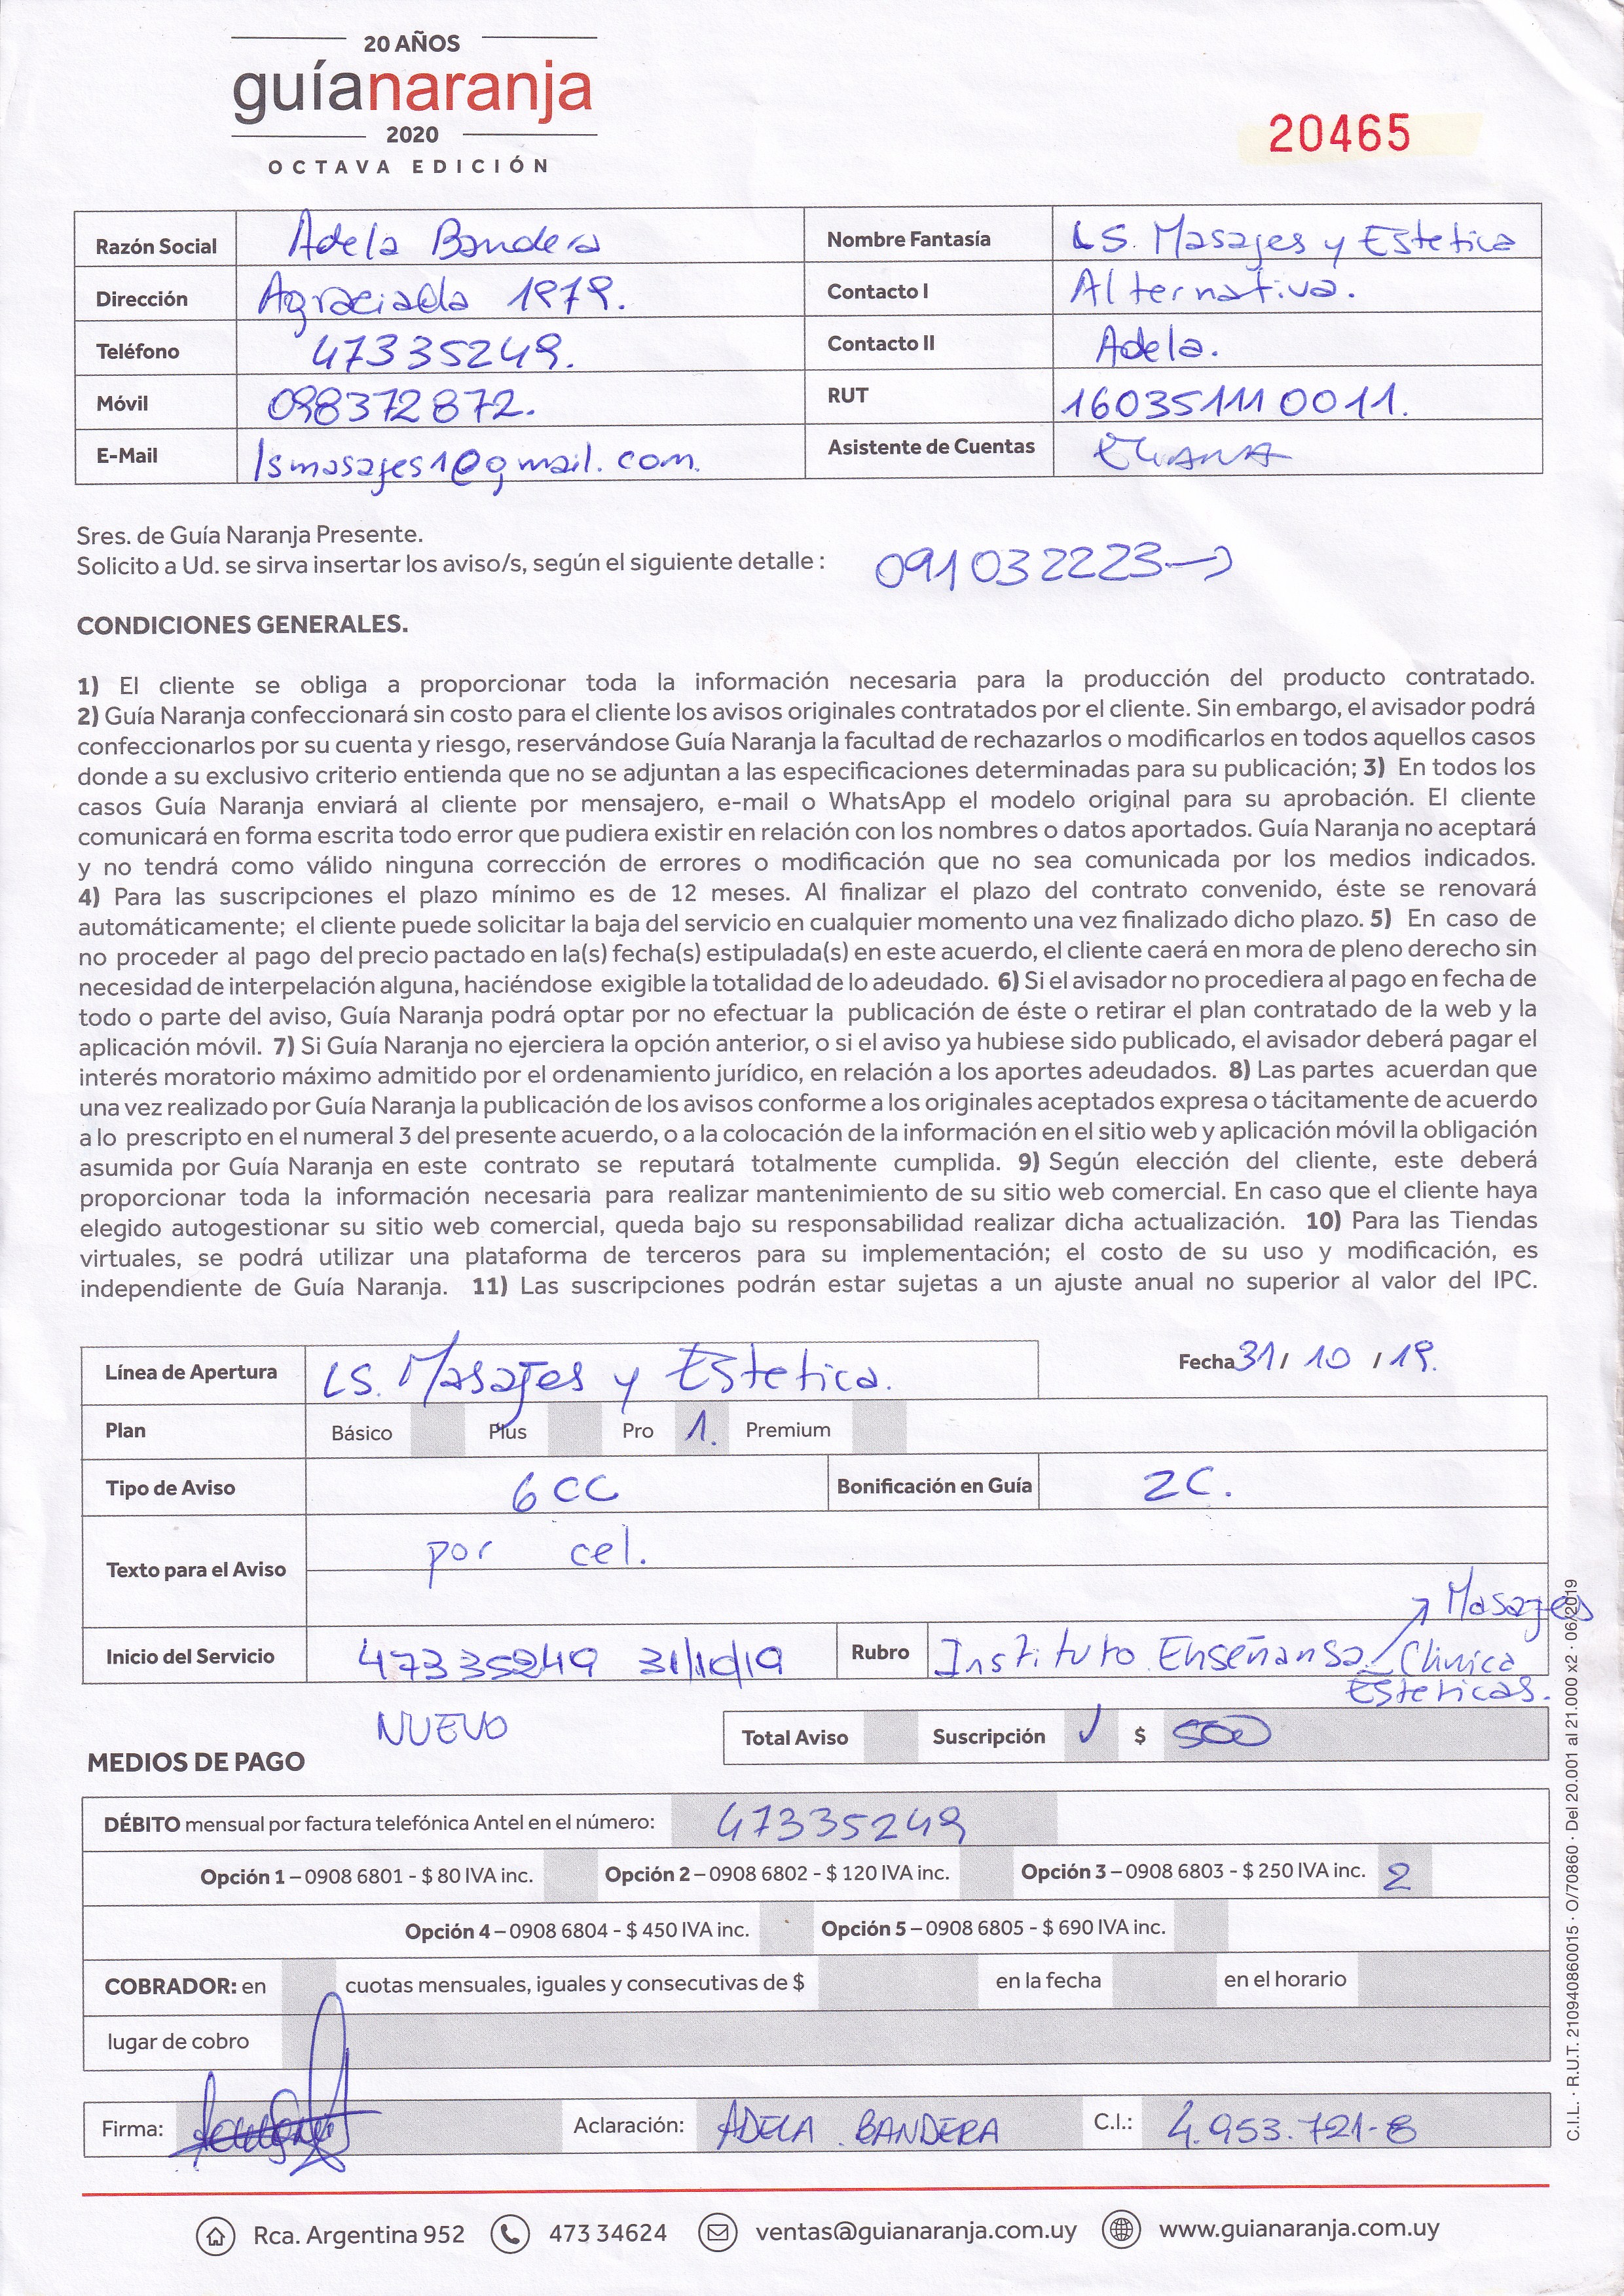 20 AÑOS
guíanaranja
2020
OCTAVA EDICIÓN
20465
Razón Social Adela Bandera Nombre Fantasía LS. Masajes y Estetica
Dirección Agraciada 1979. Contacto I Alternativa.
Teléfono 47335249. Contacto II Adela.
Móvil 098372872. RUT 160351110011.
E-Mail lsmasajes1@gmail.com. Asistente de Cuentas
Sres. de Guía Naranja Presente.
Solicito a Ud. se sirva insertar los aviso/s, según el siguiente detalle : 091032223
CONDICIONES GENERALES.
1) El cliente se obliga a proporcionar toda la información necesaria para la producción del producto contratado.
2) Guía Naranja confeccionará sin costo para el cliente los avisos originales contratados por el cliente. Sin embargo, el avisador podrá
confeccionarlos por su cuenta y riesgo, reservándose Guía Naranja la facultad de rechazarlos o modificarlos en todos aquellos casos
donde a su exclusivo criterio entienda que no se adjuntan a las especificaciones determinadas para su publicación; 3) En todos los
casos Guía Naranja enviará al cliente por mensajero, e-mail o WhatsApp el modelo original para su aprobación. El cliente
comunicará en forma escrita todo error que pudiera existir en relación con los nombres o datos aportados. Guía Naranja no aceptará
y no tendrá como válido ninguna corrección de errores o modificación que no sea comunicada por los medios indicados.
4) Para las suscripciones el plazo mínimo es de 12 meses. Al finalizar el plazo del contrato convenido, éste se renovará
automáticamente; el cliente puede solicitar la baja del servicio en cualquier momento una vez finalizado dicho plazo. 5) En caso de
no proceder al pago del precio pactado en la(s) fecha(s) estipulada(s) en este acuerdo, el cliente caerá en mora de pleno derecho sin
necesidad de interpelación alguna, haciéndose exigible la totalidad de lo adeudado. 6) Si el avisador no procediera al pago en fecha de
todo o parte del aviso, Guía Naranja podrá optar por no efectuar la publicación de éste o retirar el plan contratado de la web y la
aplicación móvil. 7) Si Guía Naranja no ejerciera la opción anterior, o si el aviso ya hubiese sido publicado, el avisador deberá pagar el
interés moratorio máximo admitido por el ordenamiento jurídico, en relación a los aportes adeudados. 8) Las partes acuerdan que
una vez realizado por Guía Naranja la publicación de los avisos conforme a los originales aceptados expresa o tácitamente de acuerdo
a lo prescripto en el numeral 3 del presente acuerdo, o a la colocación de la información en el sitio web y aplicación móvil la obligación
asumida por Guía Naranja en este contrato se reputará totalmente cumplida. 9) Según elección del cliente, este deberá
proporcionar toda la información necesaria para realizar mantenimiento de su sitio web comercial. En caso que el cliente haya
elegido autogestionar su sitio web comercial, queda bajo su responsabilidad realizar dicha actualización. 10) Para las Tiendas
virtuales, se podrá utilizar una plataforma de terceros para su implementación; el costo de su uso y modificación, es
independiente de Guía Naranja. 11) Las suscripciones podrán estar sujetas a un ajuste anual no superior al valor del IPC.
Línea de Apertura LS. Masajes y Estetica. Fecha 31/ 10 / 19.
Plan Básico Plus Pro 1. Premium
Tipo de Aviso 6 CC Bonificación en Guía 2C.
Texto para el Aviso por cel.
Masajes
Inicio del Servicio 47335249 31/10/19 Rubro Instituto Enseñansa Clinica
Esteticas.
NUEVO
Total Aviso Suscripción ✓ $ 500
MEDIOS DE PAGO
DÉBITO mensual por factura telefónica Antel en el número: 47335249
Opción 1 – 0908 6801 - $ 80 IVA inc. Opción 2 – 0908 6802 - $ 120 IVA inc. Opción 3 – 0908 6803 - $ 250 IVA inc. 2
Opción 4 – 0908 6804 - $ 450 IVA inc. Opción 5 – 0908 6805 - $ 690 IVA inc.
COBRADOR: en cuotas mensuales, iguales y consecutivas de $ en la fecha en el horario
lugar de cobro
Firma: Aclaración: ADELA BANDERA C.I.: 4.953.721-8
Rca. Argentina 952 473 34624 ventas@guianaranja.com.uy www.guianaranja.com.uy
C.I.L. · R.U.T. 210940860015 · O/70860 · Del 20.001 al 21.000 x2 · 06/2019